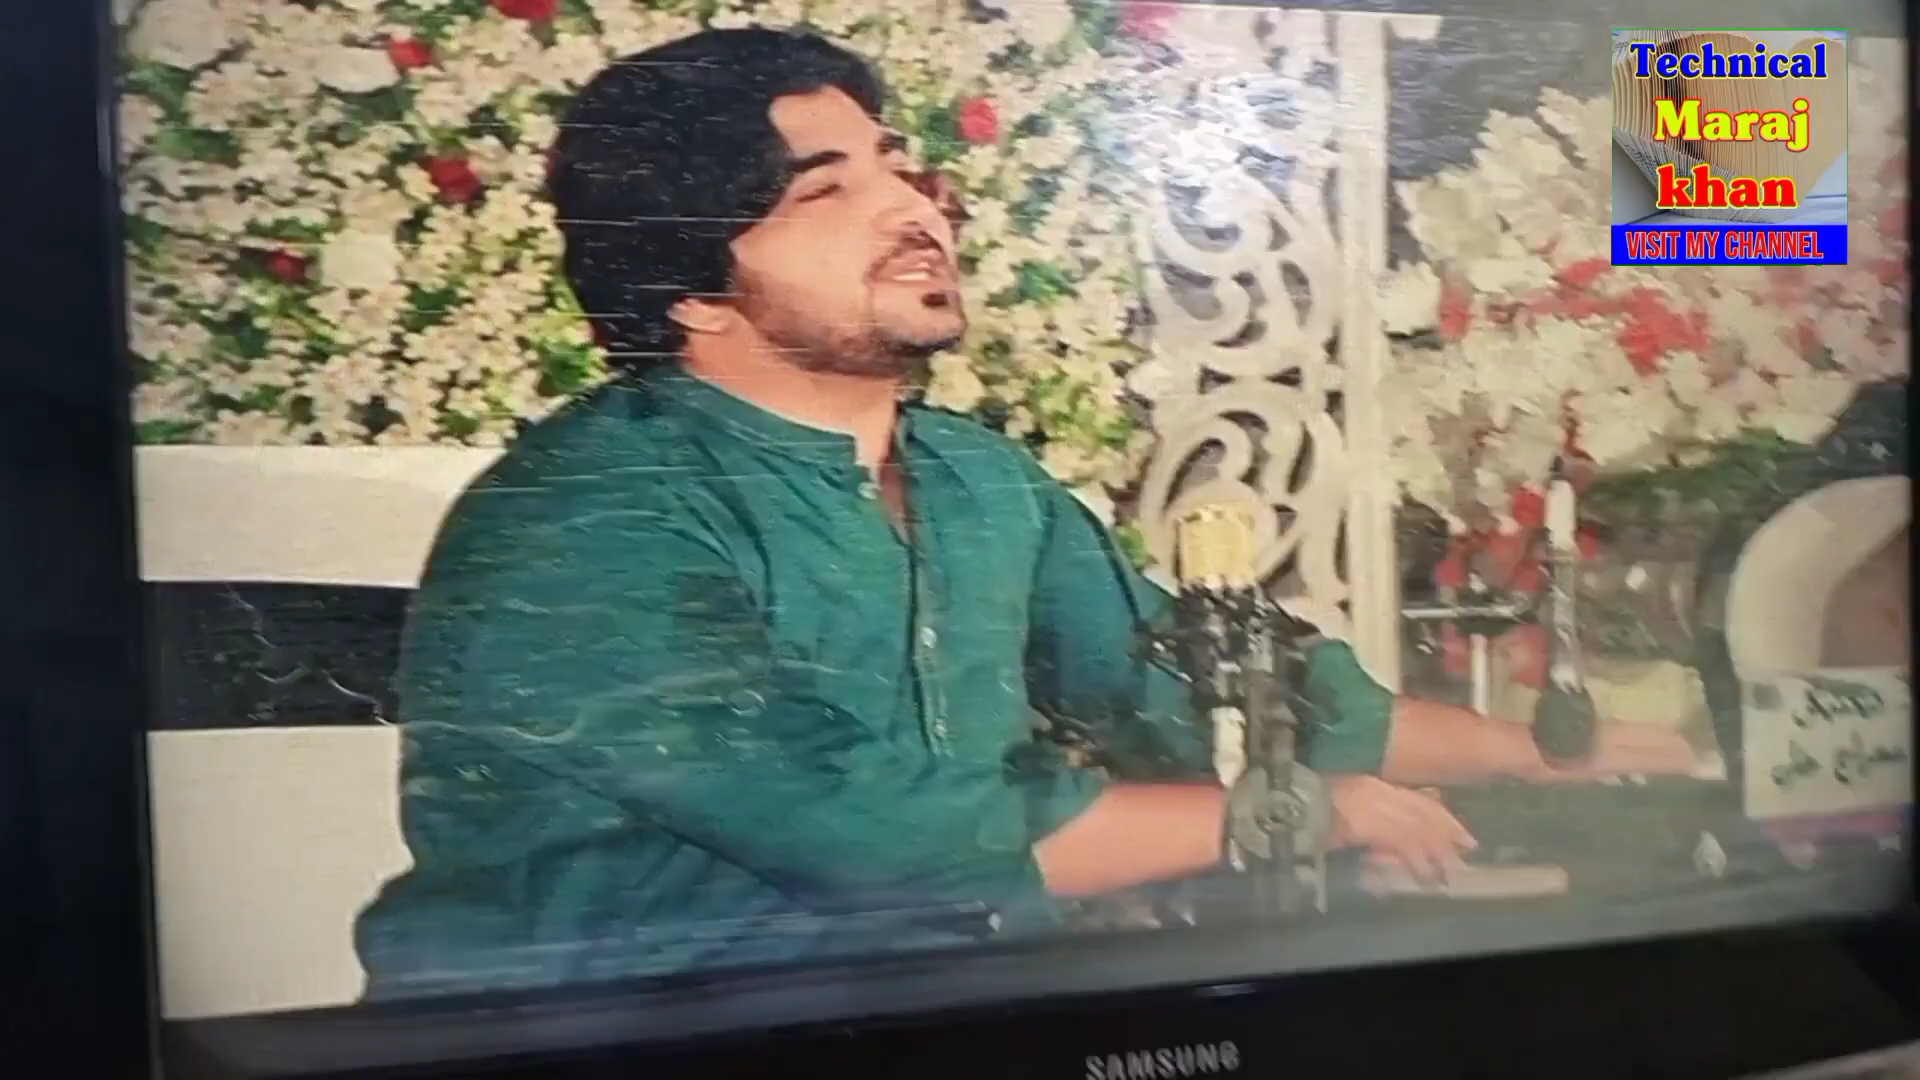 Technical
Maraj
khan
VISIT MY CHANNEL
SAMSUNG